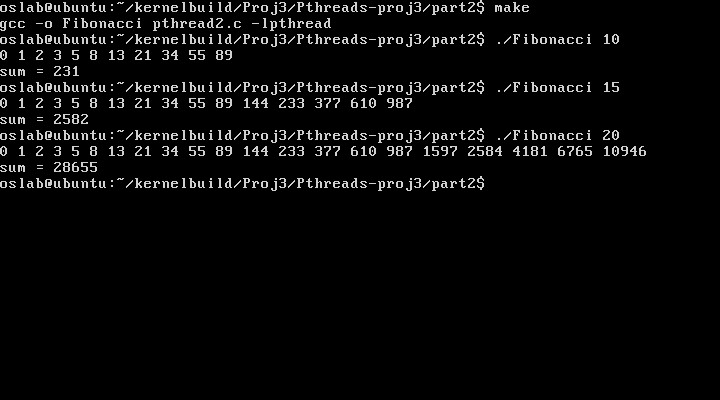 oslab@ubuntu:~/kernelbuild/Proj3/Pthreads-proj3/part2$ make
gcc -o Fibonacci pthread2.c -lpthread
oslab@ubuntu:~/kernelbuild/Proj3/Pthreads-proj3/part2$ ./Fibonacci 10
0 1 2 3 5 8 13 21 34 55 89
sum = 231
oslab@ubuntu:~/kernelbuild/Proj3/Pthreads-proj3/part2$ ./Fibonacci 15
0 1 2 3 5 8 13 21 34 55 89 144 233 377 610 987
sum = 2582
oslab@ubuntu:~/kernelbuild/Proj3/Pthreads-proj3/part2$ ./Fibonacci 20
0 1 2 3 5 8 13 21 34 55 89 144 233 377 610 987 1597 2584 4181 6765 10946
sum = 28655
oslab@ubuntu:~/kernelbuild/Proj3/Pthreads-proj3/part2$